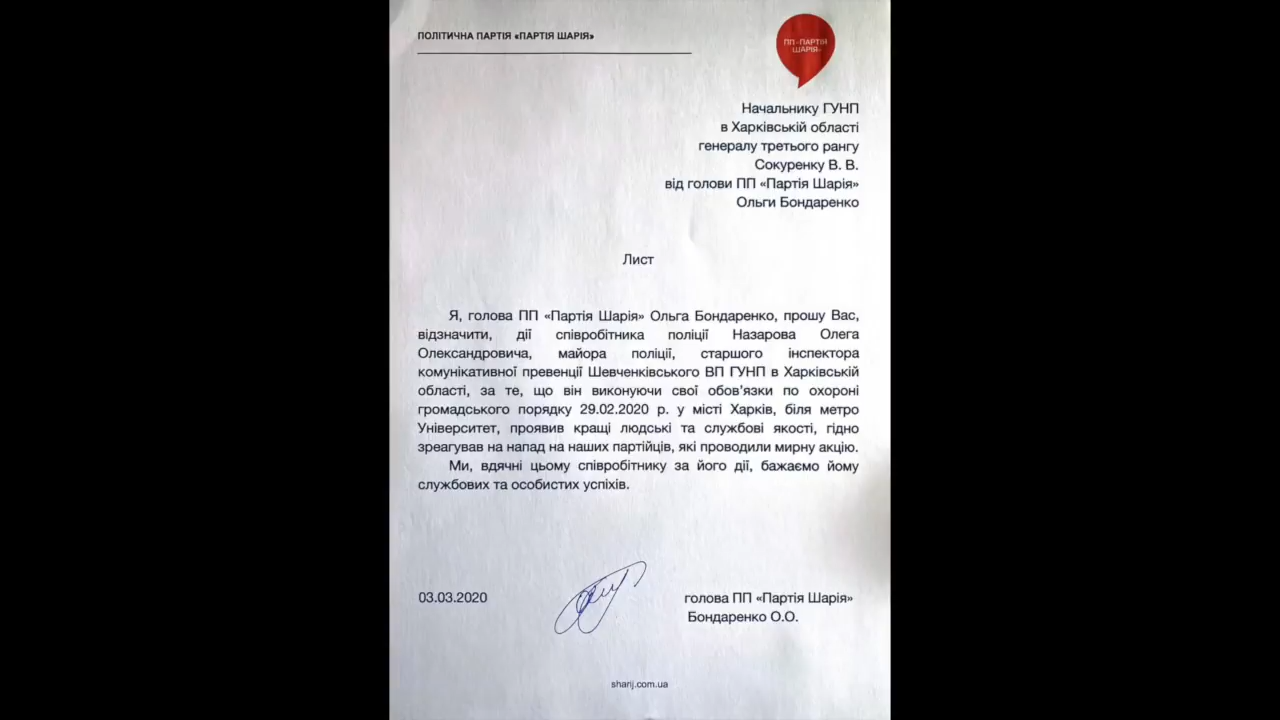 ПОЛІТИЧНА ПАРТІЯ «ПАРТІЯ ШАРІЯ»
ПП «ПАРТІЯ
ШАРІЯ»
Начальнику ГУНП
в Харківській області
генералу третього рангу
Сокуренку В. В.
від голови ПП «Партія Шарія»
Ольги Бондаренко
Лист
Я, голова ПП «Партія Шарія» Ольга Бондаренко, прошу Вас,
відзначити, дії співробітника поліції Назарова Олега
Олександровича, майора поліції, старшого інспектора
комунікативної превенції Шевченківського ВП ГУНП в Харківській
області, за те, що він виконуючи свої обов'язки по охороні
громадського порядку 29.02.2020 р. у місті Харків, біля метро
Університет, проявив кращі людські та службові якості, гідно
зреагував на напад на наших партійців, які проводили мирну акцію.
Ми, вдячні цьому співробітнику за його дії, бажаємо йому
службових та особистих успіхів.
03.03.2020
голова ПП «Партія Шарія»
Бондаренко О.О.
sharij.com.ua